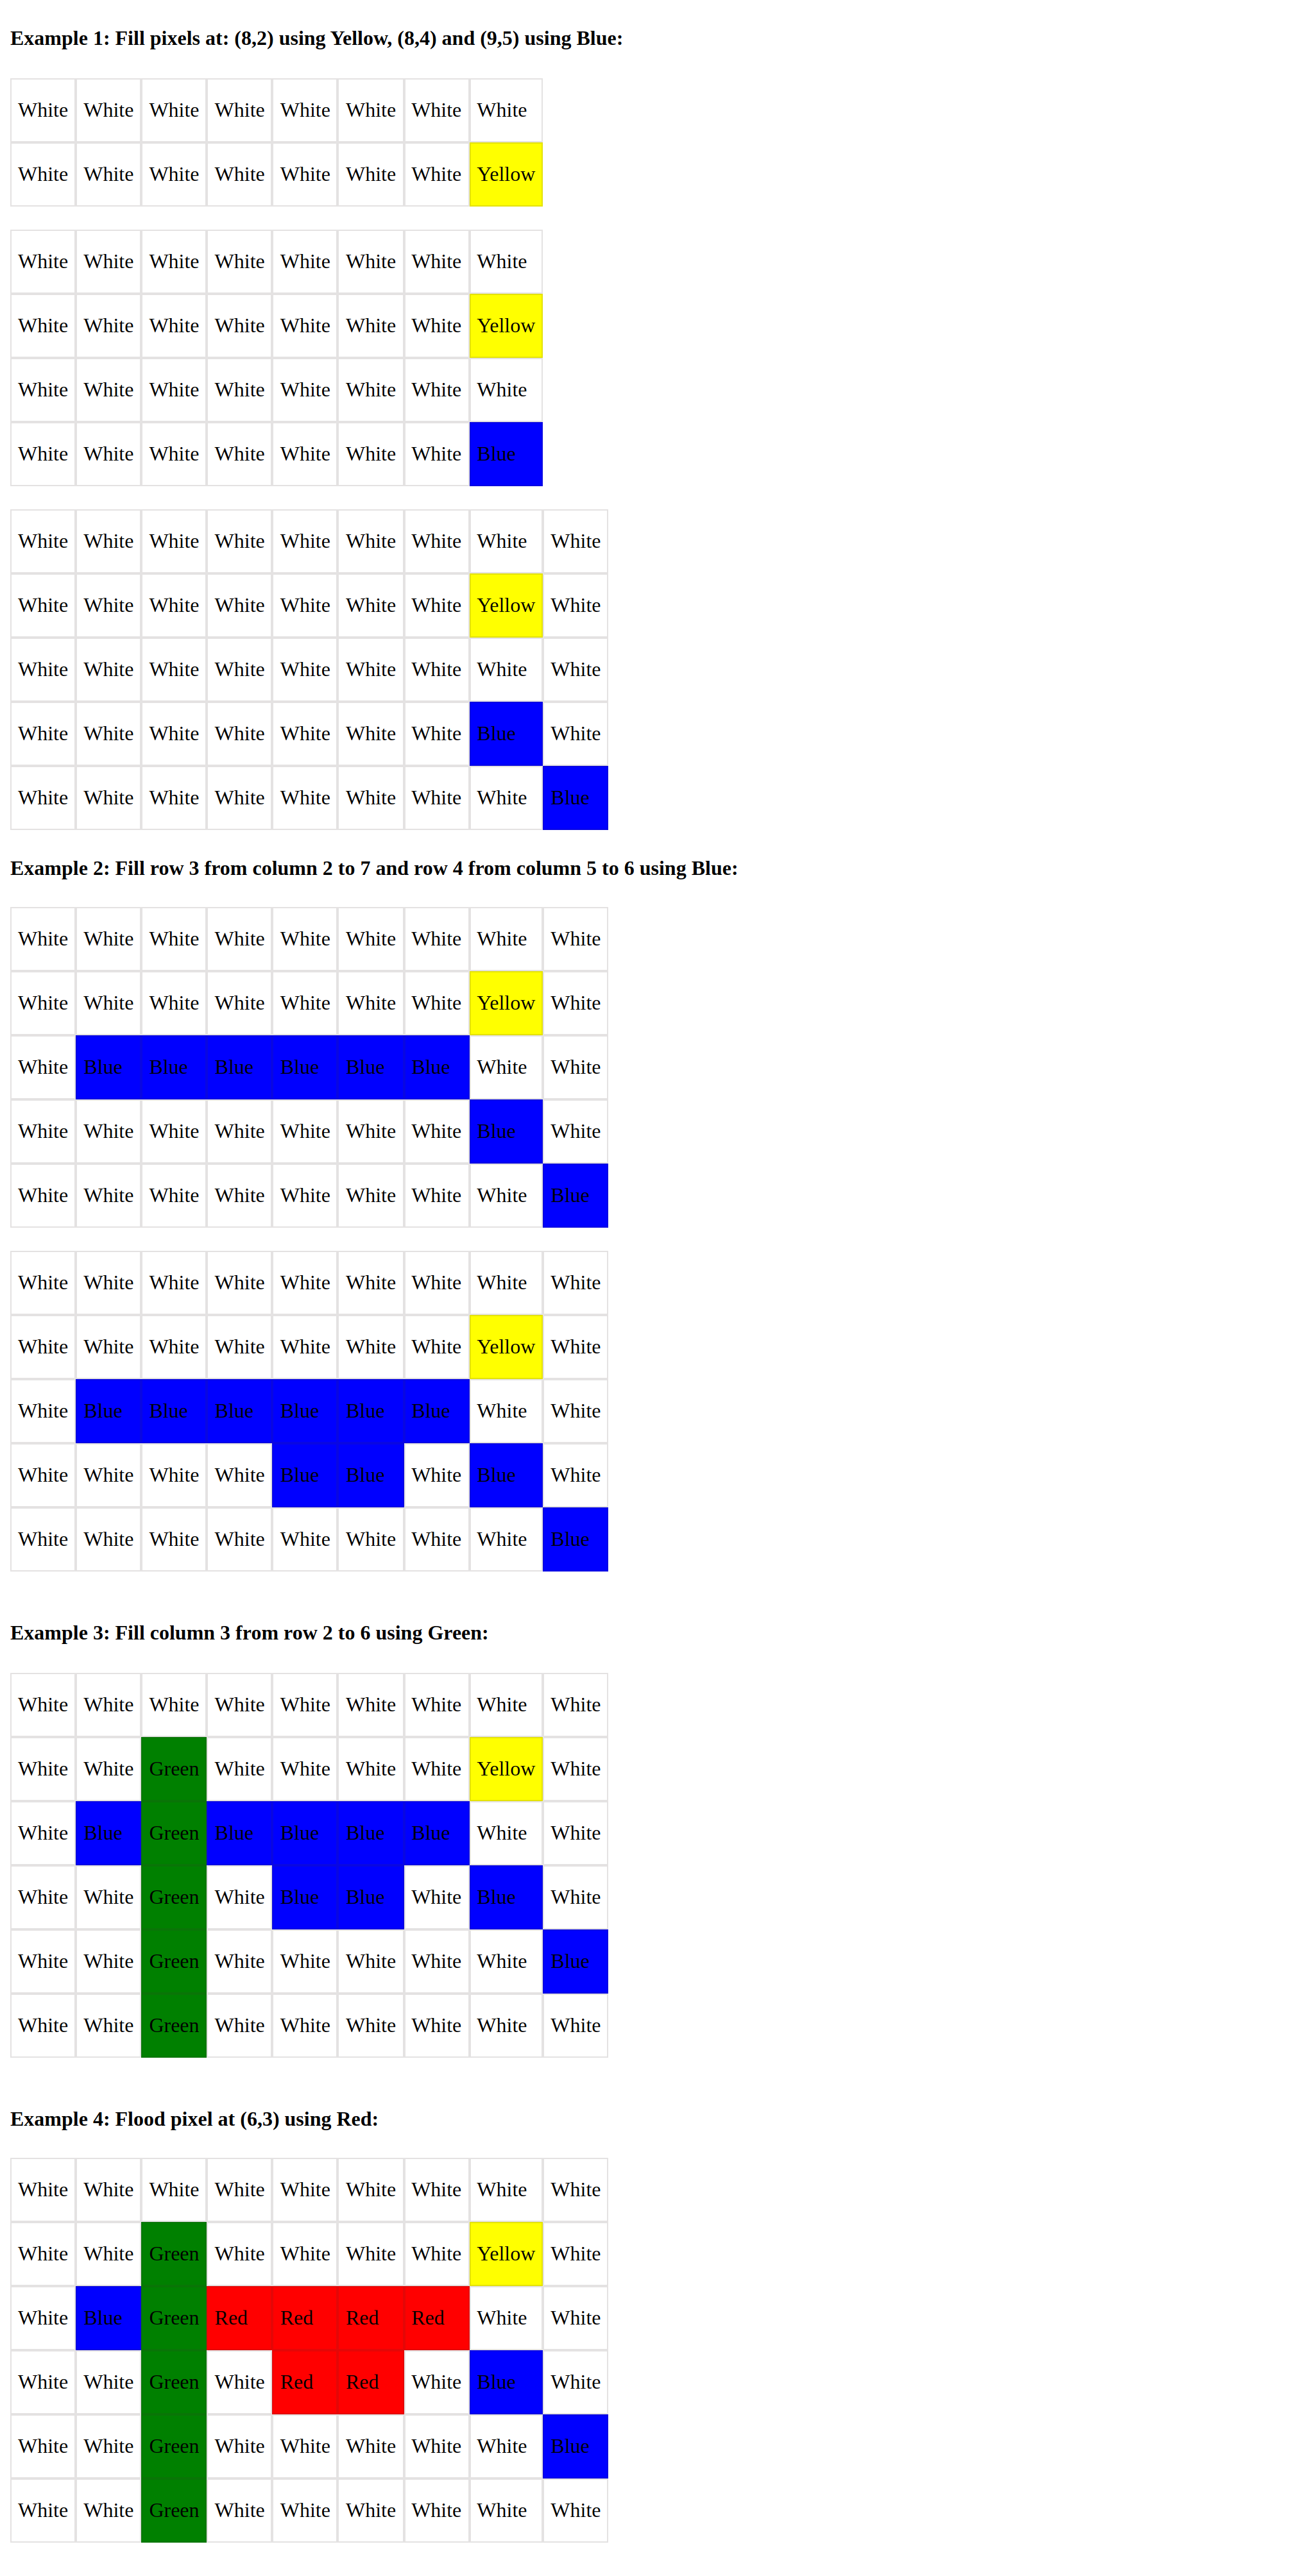 Example 1: Fill pixels at: (8,2) using Yellow, (8,4) and (9,5) using Blue:
White White White White White White White White
White White White White White White White Yellow
White White White White White White White White
White White White White White White White Yellow
White White White White White White White White
White White White White White White White Blue
White White White White White White White White White
White White White White White White White Yellow White
White White White White White White White White White
White White White White White White White Blue White
White White White White White White White White Blue
Example 2: Fill row 3 from column 2 to 7 and row 4 from column 5 to 6 using Blue:
White White White White White White White White White
White White White White White White White Yellow White
White Blue Blue Blue Blue Blue Blue White White
White White White White White White White Blue White
White White White White White White White White Blue
White White White White White White White White White
White White White White White White White Yellow White
White Blue Blue Blue Blue Blue Blue White White
White White White White Blue Blue White Blue White
White White White White White White White White Blue
Example 3: Fill column 3 from row 2 to 6 using Green:
White White White White White White White White White
White White Green White White White White Yellow White
White Blue Green Blue Blue Blue Blue White White
White White Green White Blue Blue White Blue White
White White Green White White White White White Blue
White White Green White White White White White White
Example 4: Flood pixel at (6,3) using Red:
White White White White White White White White White
White White Green White White White White Yellow White
White Blue Green Red Red Red Red White White
White White Green White Red Red White Blue White
White White Green White White White White White Blue
White White Green White White White White White White